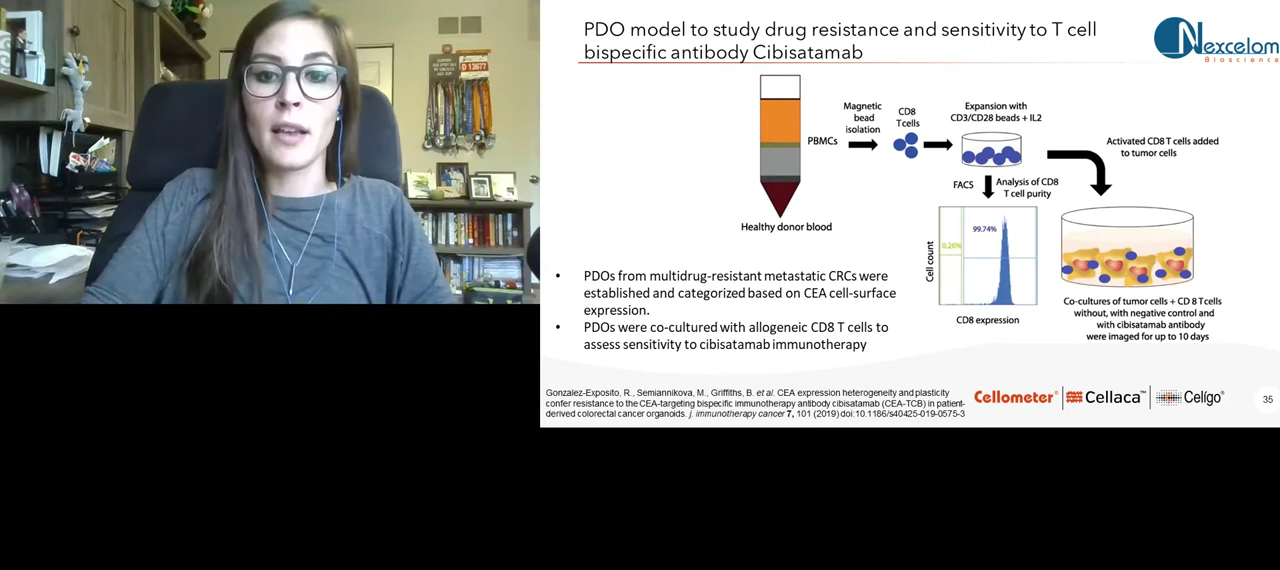 D 13677
PDO model to study drug resistance and sensitivity to T cell
bispecific antibody Cibisatamab
Nexcelom
Bioscience
Magnetic
bead
isolation
CD8
T cells
Expansion with
CD3/CD28 beads + IL2
PBMCs
Activated CD8 T cells added
to tumor cells
FACS
Analysis of CD8
T cell purity
Healthy donor blood
0.26%
99.74%
Cell count
CD8 expression
Co-cultures of tumor cells + CD 8 T cells
without, with negative control and
with cibisatamab antibody
were imaged for up to 10 days
• PDOs from multidrug-resistant metastatic CRCs were
established and categorized based on CEA cell-surface
expression.
• PDOs were co-cultured with allogeneic CD8 T cells to
assess sensitivity to cibisatamab immunotherapy
Gonzalez-Exposito, R., Semiannikova, M., Griffiths, B. et al. CEA expression heterogeneity and plasticity
confer resistance to the CEA-targeting bispecific immunotherapy antibody cibisatamab (CEA-TCB) in patient-
derived colorectal cancer organoids. j. immunotherapy cancer 7, 101 (2019) doi:10.1186/s40425-019-0575-3
Cellometer® Cellaca™ Celigo®
35